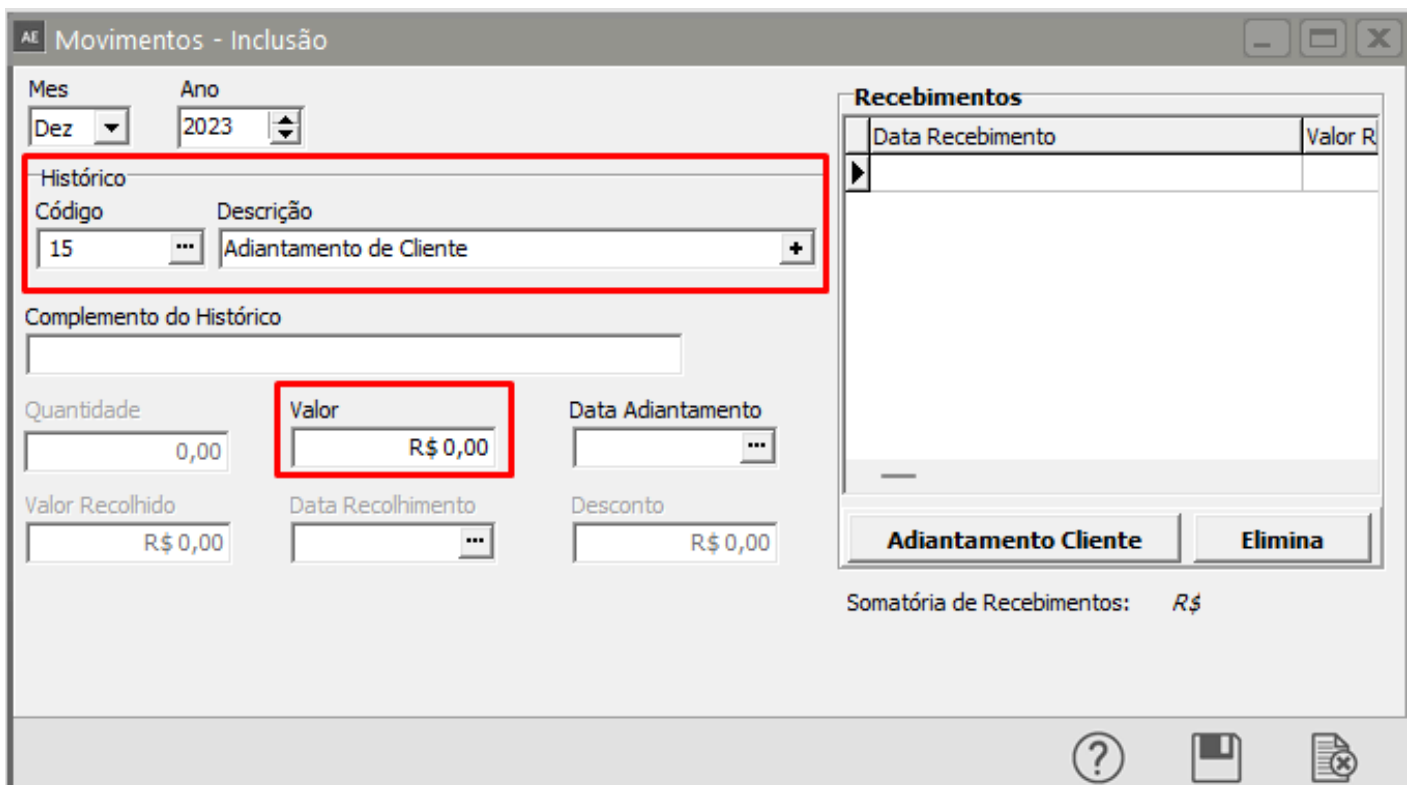 AE Movimentos - Inclusão
Mes Ano
Dez 2023
Histórico
Código Descrição
15 ... Adiantamento de Cliente +
Complemento do Histórico
Quantidade Valor Data Adiantamento
0,00 R$ 0,00 ...
Valor Recolhido Data Recolhimento Desconto
R$ 0,00 ... R$ 0,00
Recebimentos
Data Recebimento Valor R
Adiantamento Cliente Elimina
Somatória de Recebimentos: R$
?